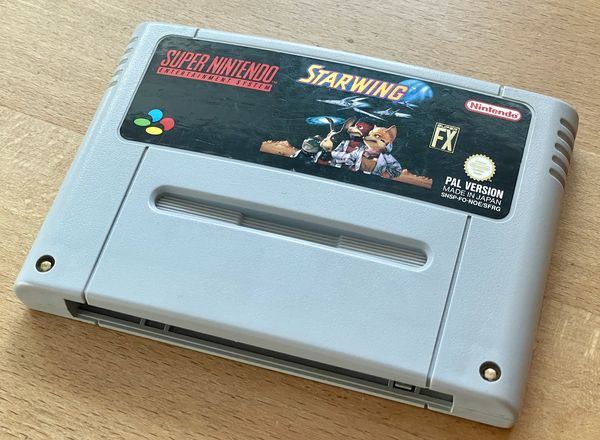 SUPER NINTENDO
ENTERTAINMENT SYSTEM
STARWING
Nintendo
FX
PAL VERSION
MADE IN JAPAN
SNSP-FO-NOE/SFRG